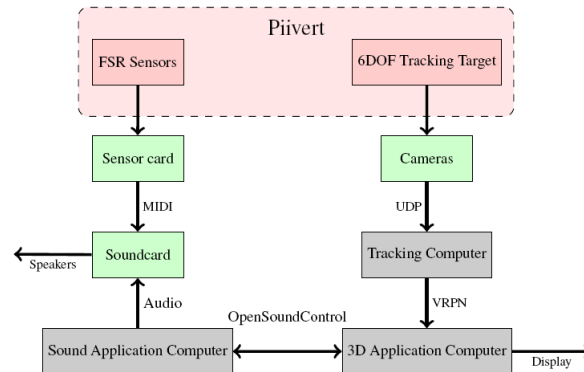 Piivert
FSR Sensors
6DOF Tracking Target
Sensor card
Cameras
MIDI
UDP
Soundcard
Tracking Computer
Speakers
Audio
VRPN
OpenSoundControl
Sound Application Computer
3D Application Computer
Display